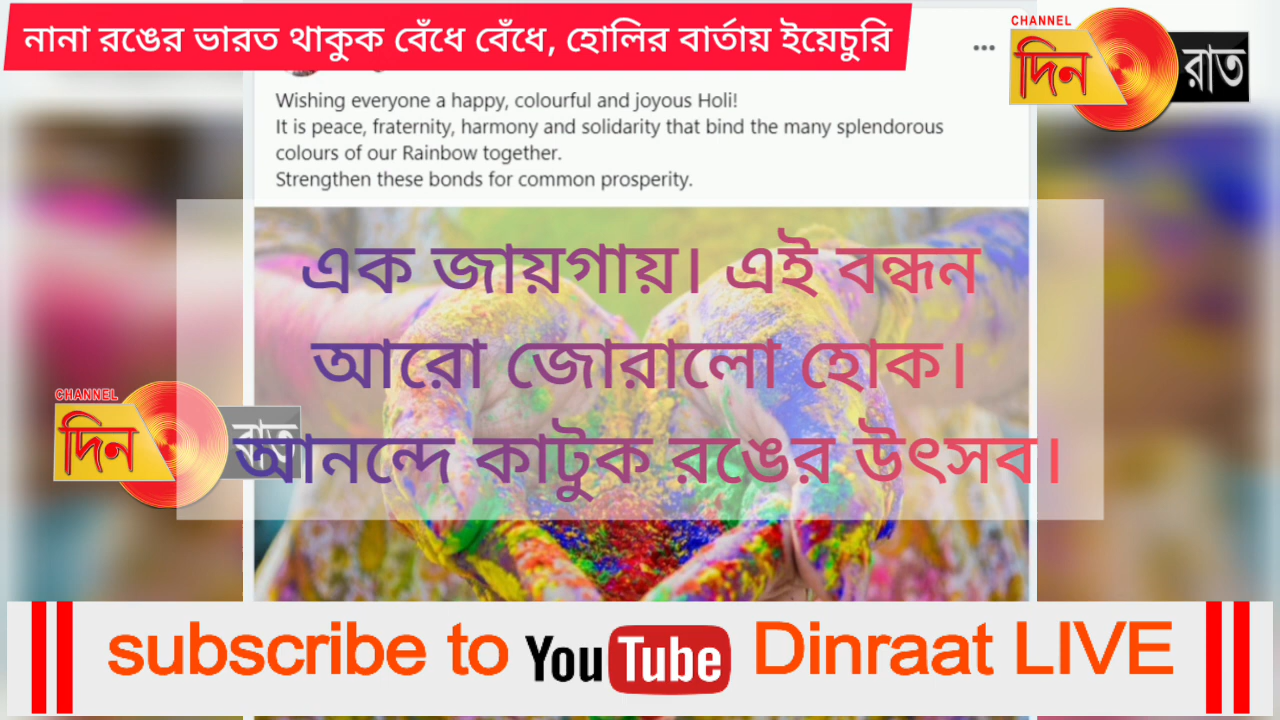 নানা রঙের ভারত থাকুক বেঁধে বেঁধে, হোলির বার্তায় ইয়েচুরি
CHANNEL
দিন রাত
Wishing everyone a happy, colourful and joyous Holi!
It is peace, fraternity, harmony and solidarity that bind the many splendorous
colours of our Rainbow together.
Strengthen these bonds for common prosperity.
এক জায়গায়। এই বন্ধন
আরো জোরালো হোক।
আনন্দে কাটুক রঙের উৎসব।
CHANNEL
দিন রাত
subscribe to YouTube Dinraat LIVE